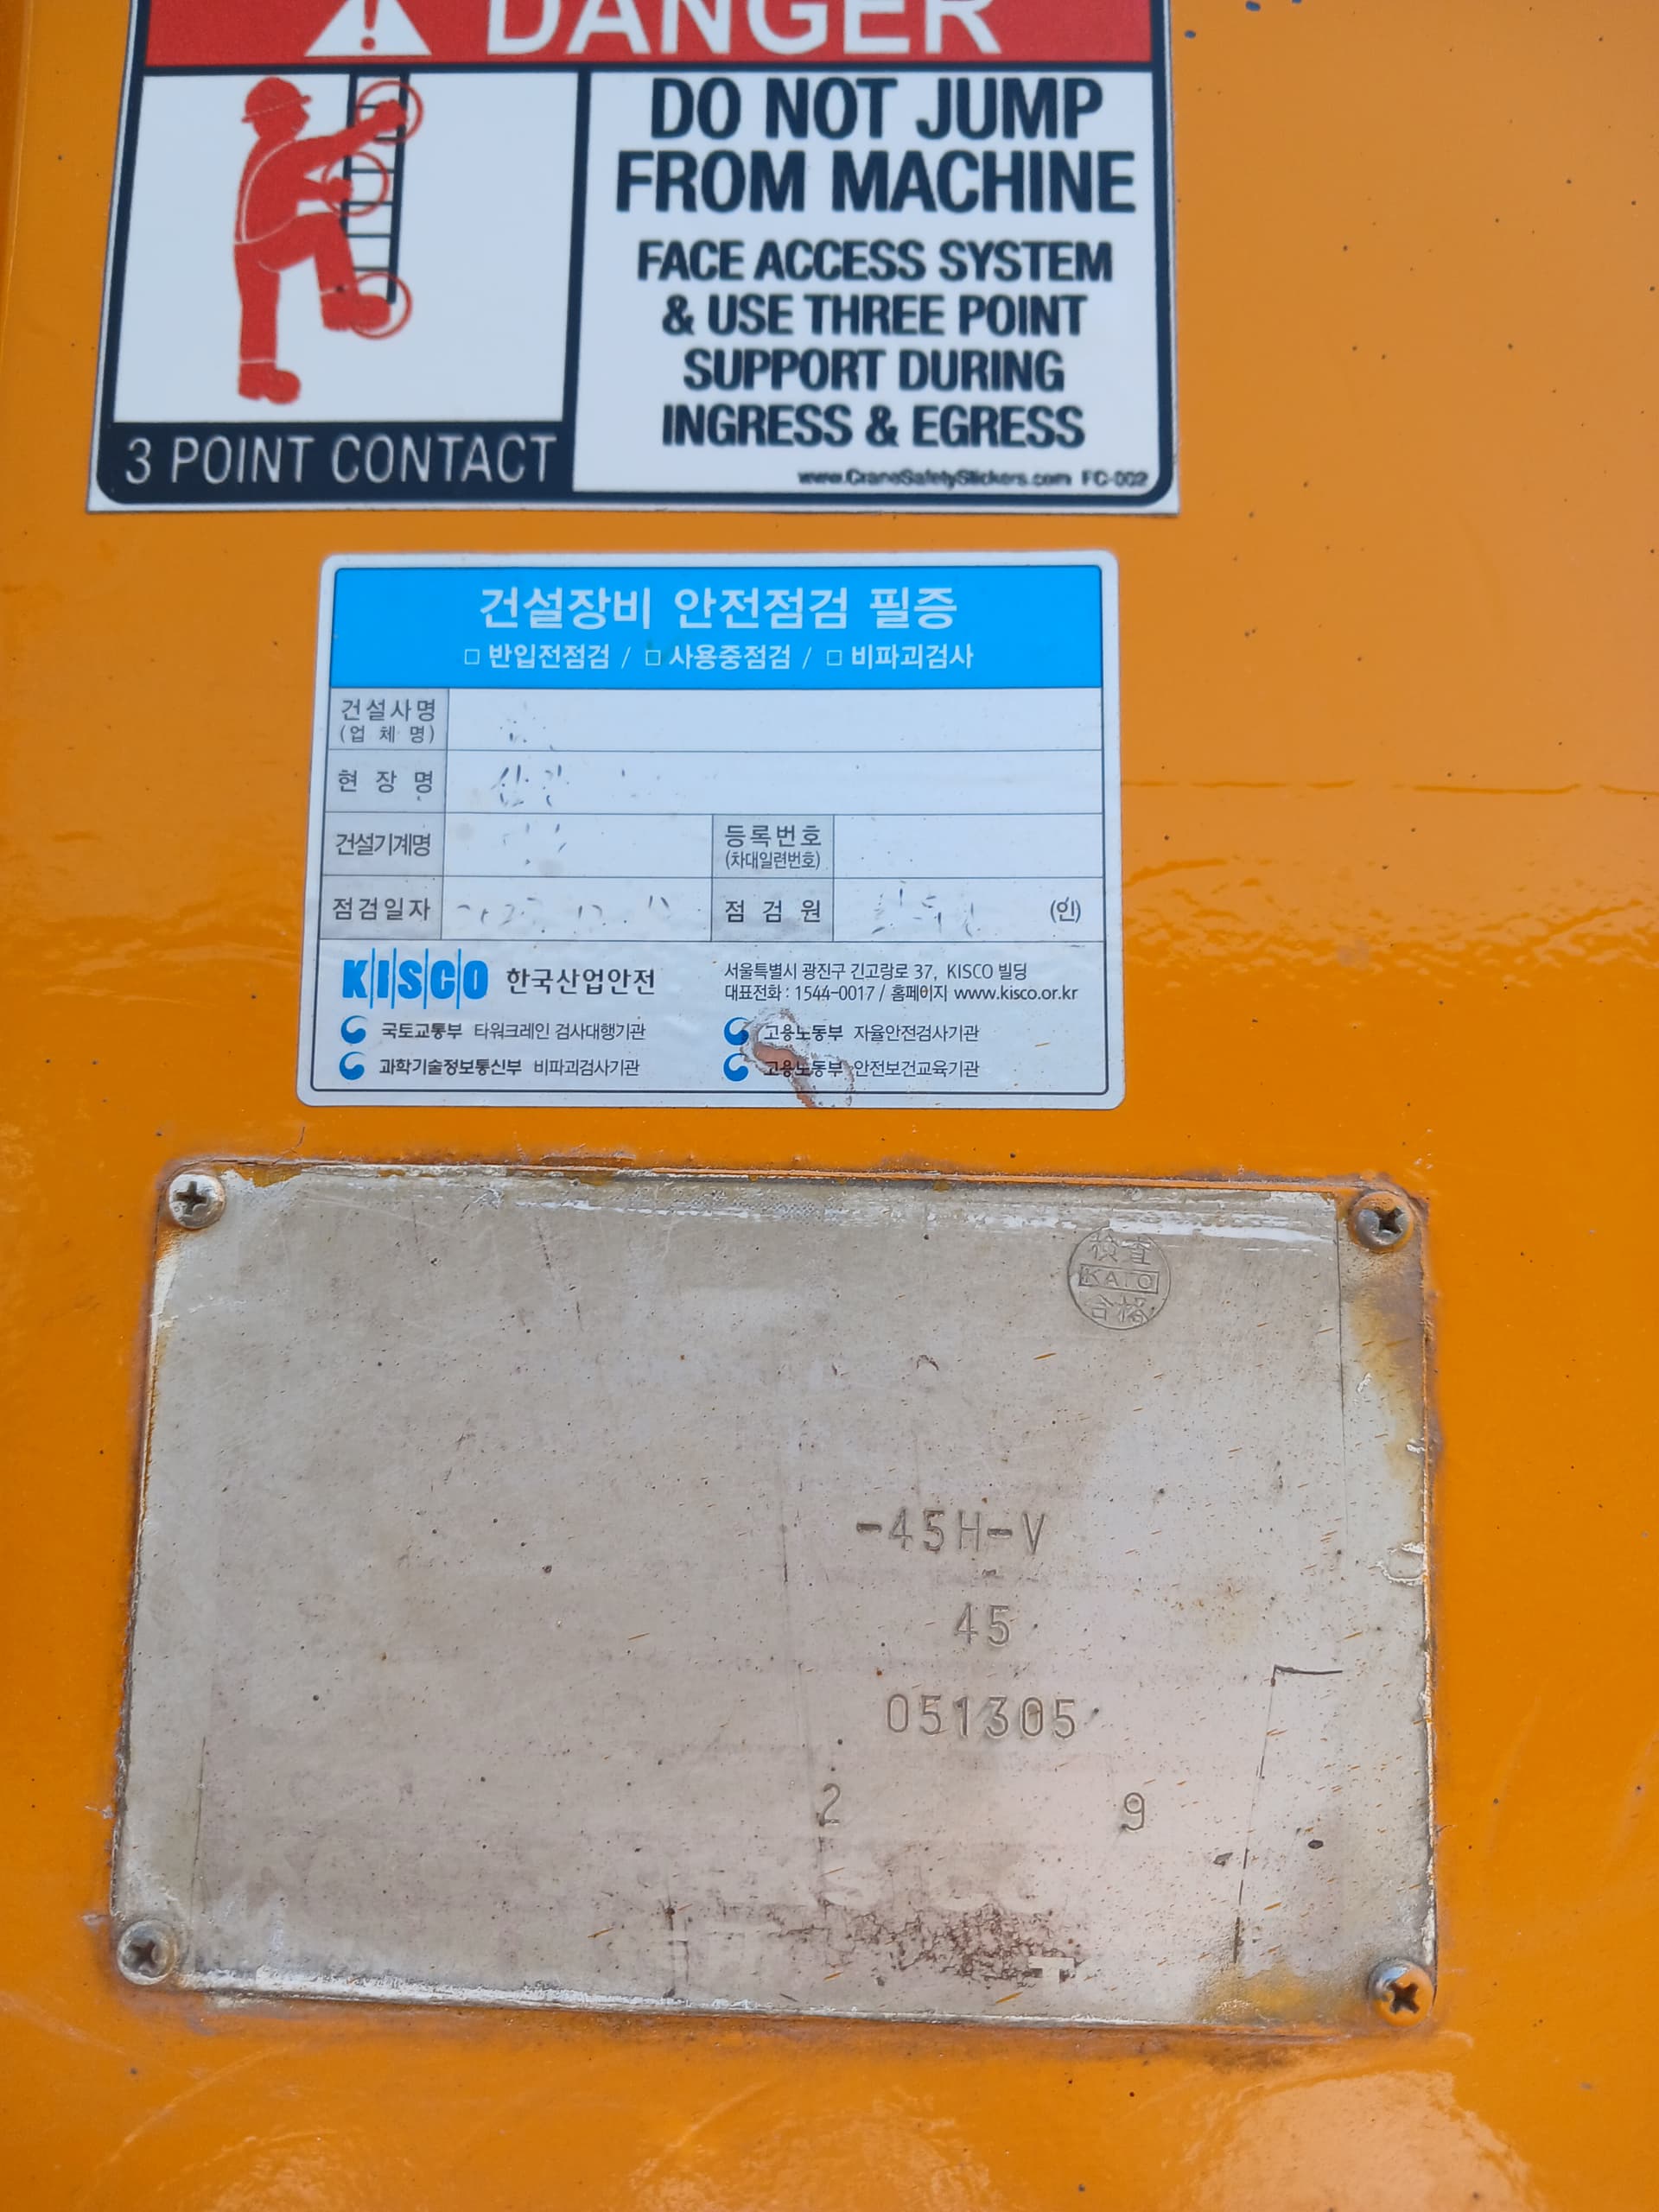 DANGER
3 POINT CONTACT
DO NOT JUMP
FROM MACHINE
FACE ACCESS SYSTEM
& USE THREE POINT
SUPPORT DURING
INGRESS & EGRESS
www.CraneSafetyStickers.com FC-002
건설장비 안전점검 필증
□ 반입전점검 / □ 사용중점검 / □ 비파괴검사
건설사명
(업 체 명)
현 장 명
건설기계명
등록번호
(차대일련번호)
점검일자
점 검 원
(인)
KISCO 한국산업안전
서울특별시 광진구 긴고랑로 37, KISCO 빌딩
대표전화 : 1544-0017 / 홈페이지 www.kisco.or.kr
국토교통부 타워크레인 검사대행기관
고용노동부 자율안전검사기관
과학기술정보통신부 비파괴검사기관
고용노동부 안전보건교육기관
検査
KATO
合格
-45H-V
45
051305
2 9